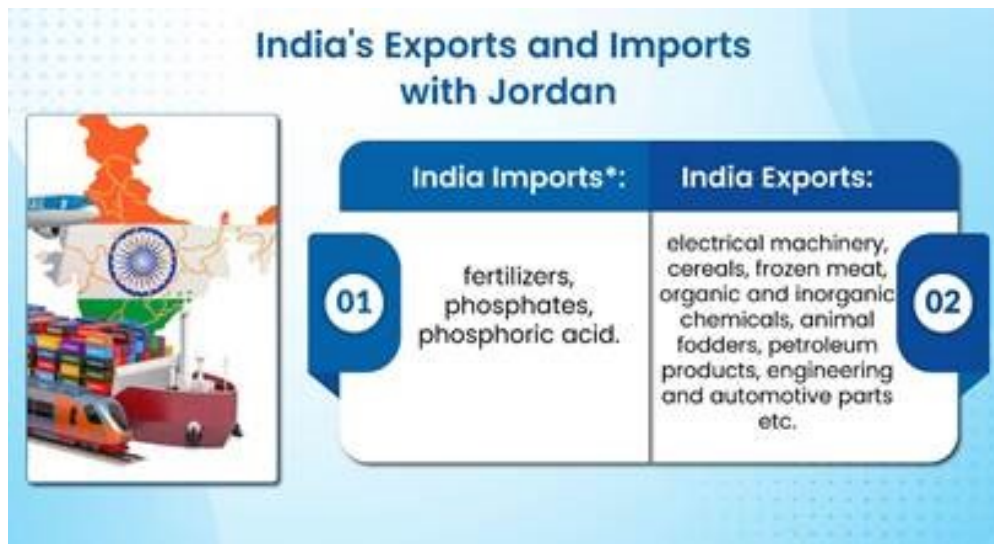 India's Exports and Imports
with Jordan
India Imports*:
India Exports:
01
fertilizers,
phosphates,
phosphoric acid.
electrical machinery,
cereals, frozen meat,
organic and inorganic
chemicals, animal
fodders, petroleum
products, engineering
and automotive parts
etc.
02